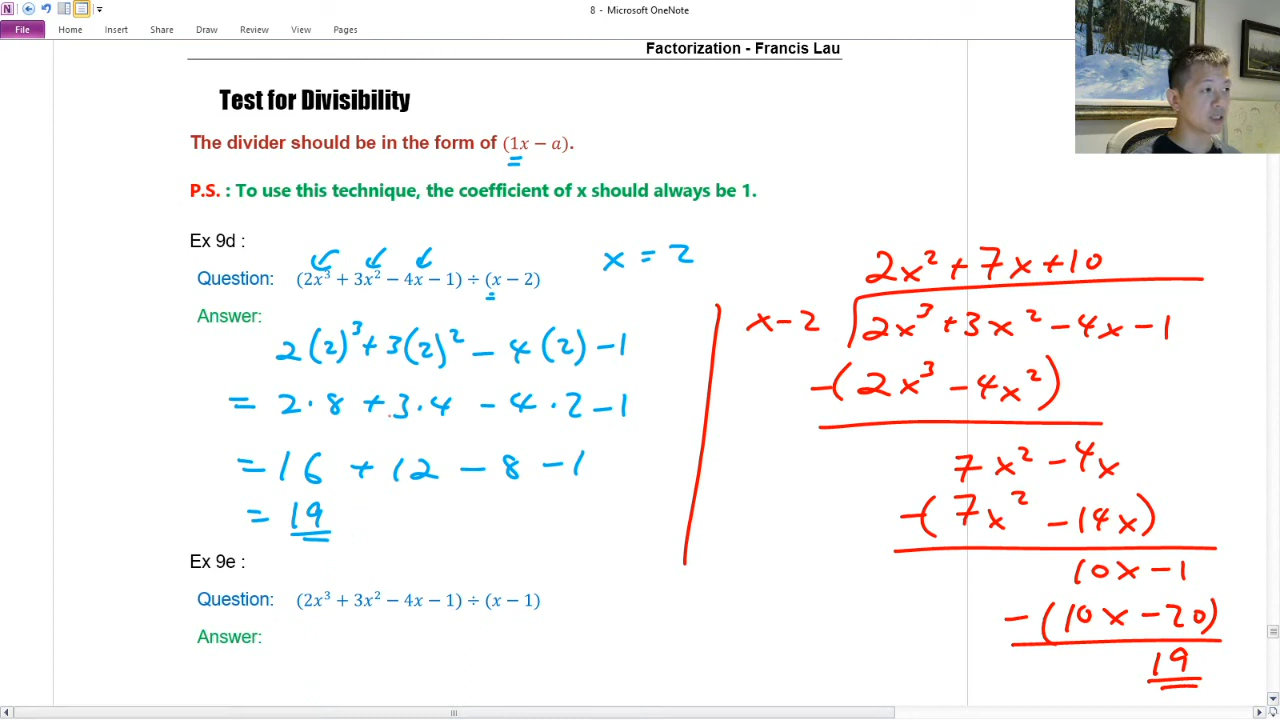 8 - Microsoft OneNote
File Home Insert Share Draw Review View Pages
Factorization - Francis Lau
Test for Divisibility
The divider should be in the form of (1x − a).
P.S. : To use this technique, the coefficient of x should always be 1.
Ex 9d :
x = 2
Question: (2x³ + 3x² − 4x − 1) ÷ (x − 2)
Answer:
2(2)³ + 3(2)² − 4(2) − 1
= 2·8 + 3·4 − 4·2 − 1
= 16 + 12 − 8 − 1
= 19
2x² + 7x + 10
x − 2 2x³ + 3x² − 4x − 1
−(2x³ − 4x²)
7x² − 4x
−(7x² − 14x)
10x − 1
−(10x − 20)
19
Ex 9e :
Question: (2x³ + 3x² − 4x − 1) ÷ (x − 1)
Answer: